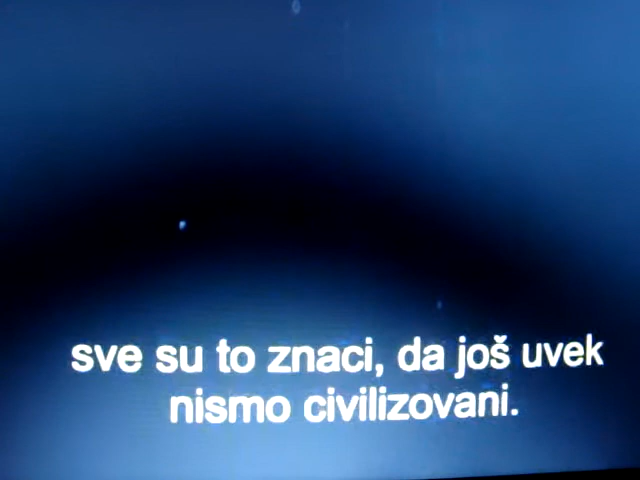 sve su to znaci, da još uvek
nismo civilizovani.